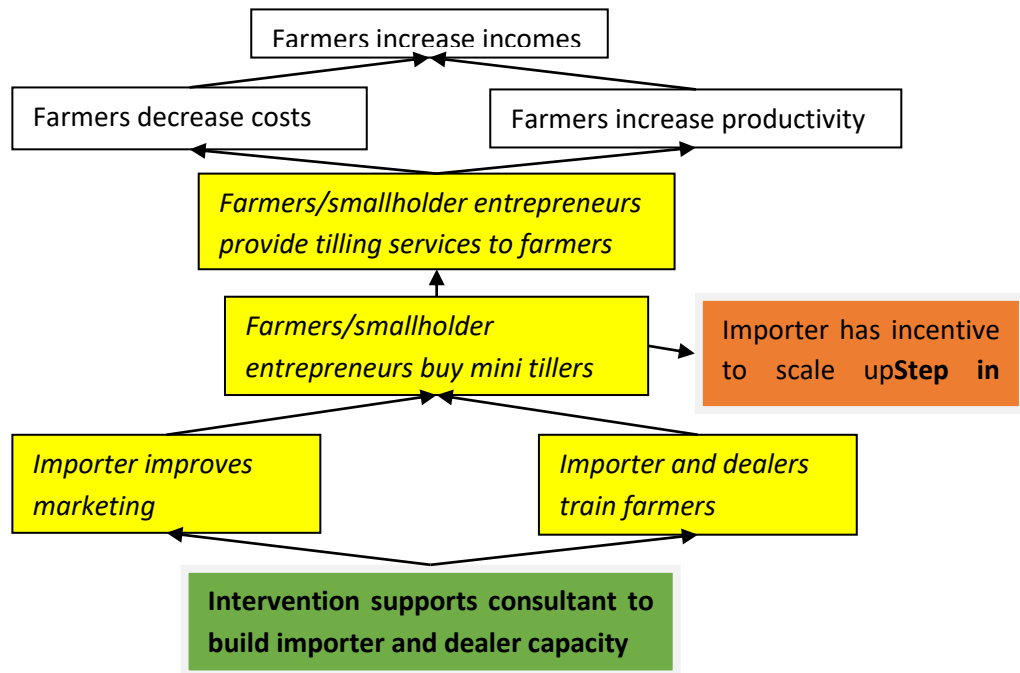 Farmers increase incomes
Farmers decrease costs
Farmers increase productivity
Farmers/smallholder entrepreneurs
provide tilling services to farmers
Farmers/smallholder
entrepreneurs buy mini tillers
Importer has incentive
to scale upStep in
Importer improves
marketing
Importer and dealers
train farmers
Intervention supports consultant to
build importer and dealer capacity